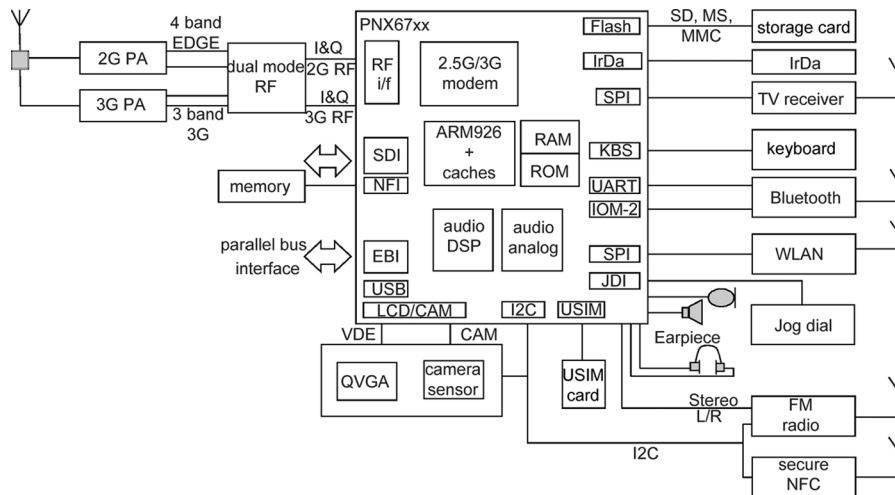 4 band
EDGE
2G PA
dual mode
RF
I&Q
2G RF
I&Q
3G RF
3G PA
3 band
3G
PNX67xx
RF
i/f
2.5G/3G
modem
Flash
SD, MS,
MMC
storage card
IrDa
IrDa
SPI
TV receiver
ARM926
+
caches
RAM
ROM
KBS
keyboard
SDI
NFI
memory
UART
IOM-2
Bluetooth
audio
DSP
audio
analog
parallel bus
interface
EBI
SPI
WLAN
USB
JDI
LCD/CAM
I2C
USIM
Jog dial
VDE
CAM
Earpiece
QVGA
camera
sensor
USIM
card
Stereo
L/R
FM
radio
I2C
secure
NFC